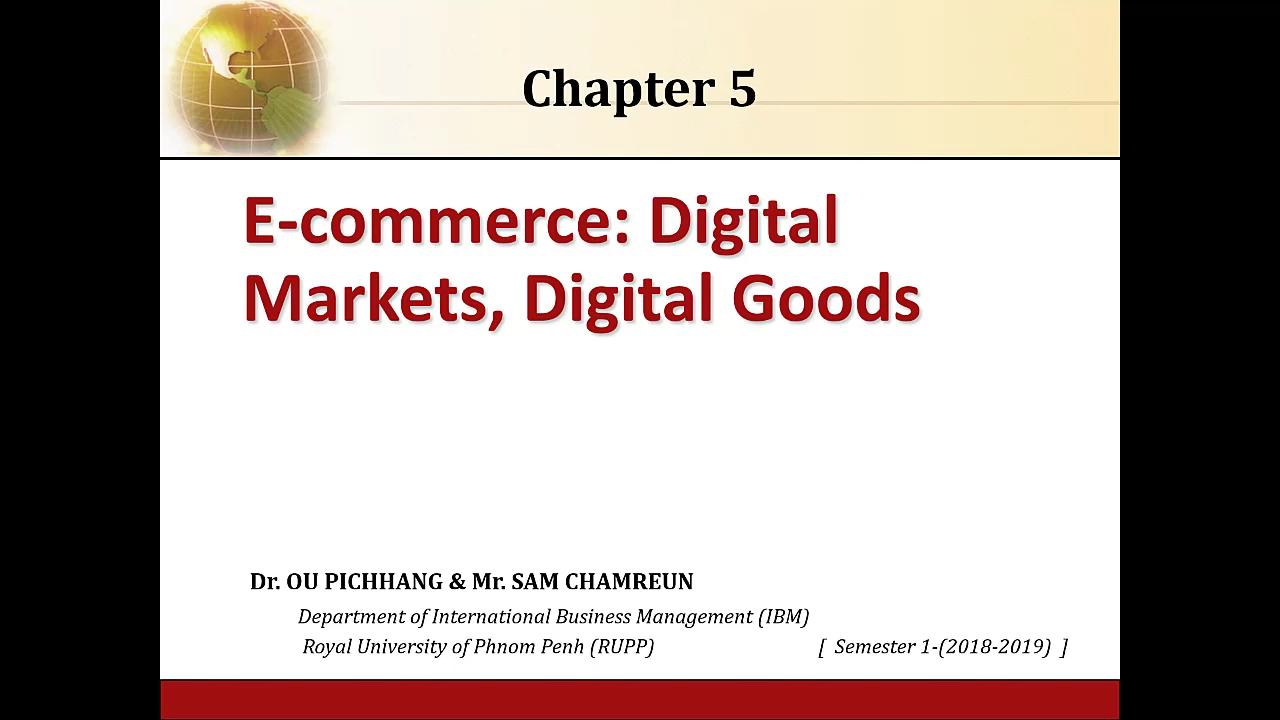 Chapter 5
E-commerce: Digital
Markets, Digital Goods
Dr. OU PICHHANG & Mr. SAM CHAMREUN
Department of International Business Management (IBM)
Royal University of Phnom Penh (RUPP) [ Semester 1-(2018-2019) ]